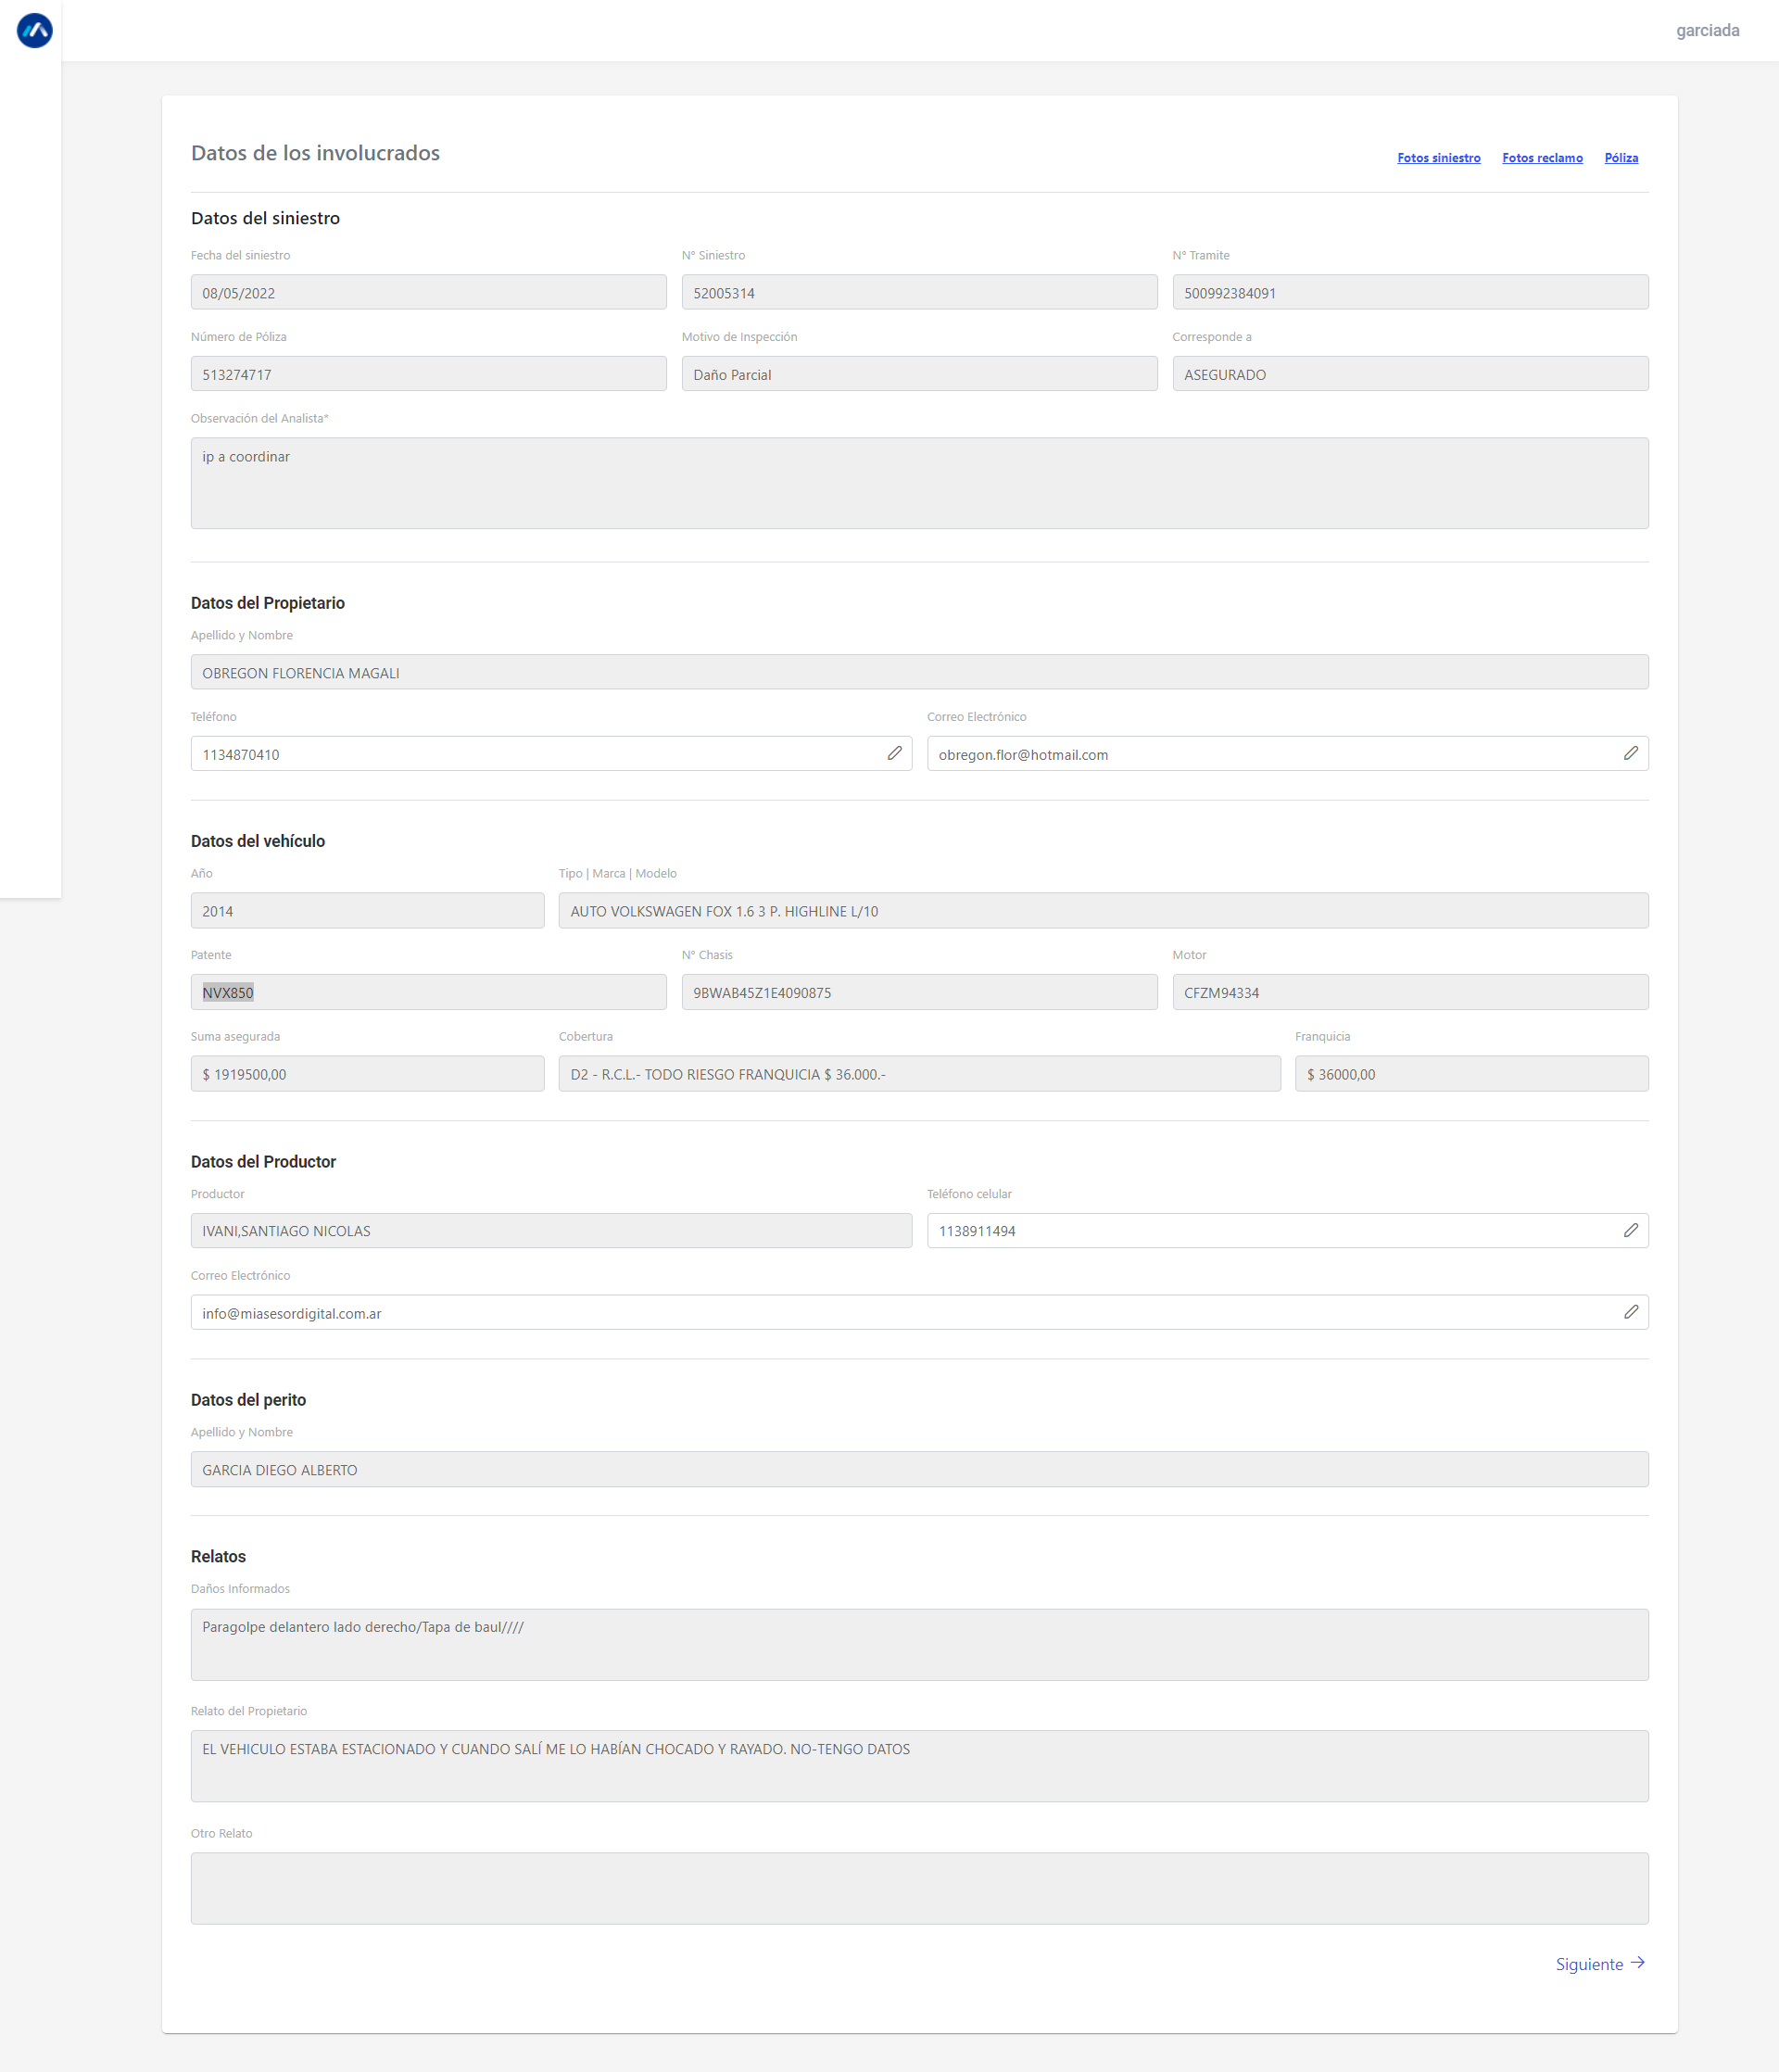 garciada
Datos de los involucrados
Fotos siniestro Fotos reclamo Póliza
Datos del siniestro
Fecha del siniestro N° Siniestro N° Tramite
08/05/2022 52005314 500992384091
Número de Póliza Motivo de Inspección Corresponde a
513274717 Daño Parcial ASEGURADO
Observación del Analista*
ip a coordinar
Datos del Propietario
Apellido y Nombre
OBREGON FLORENCIA MAGALI
Teléfono Correo Electrónico
1134870410 obregon.flor@hotmail.com
Datos del vehículo
Año Tipo | Marca | Modelo
2014 AUTO VOLKSWAGEN FOX 1.6 3 P. HIGHLINE L/10
Patente N° Chasis Motor
NVX850 9BWAB45Z1E4090875 CFZM94334
Suma asegurada Cobertura Franquicia
$ 1919500,00 D2 - R.C.L.- TODO RIESGO FRANQUICIA $ 36.000.- $ 36000,00
Datos del Productor
Productor Teléfono celular
IVANI,SANTIAGO NICOLAS 1138911494
Correo Electrónico
info@miasesordigital.com.ar
Datos del perito
Apellido y Nombre
GARCIA DIEGO ALBERTO
Relatos
Daños Informados
Paragolpe delantero lado derecho/Tapa de baul////
Relato del Propietario
EL VEHICULO ESTABA ESTACIONADO Y CUANDO SALÍ ME LO HABÍAN CHOCADO Y RAYADO. NO-TENGO DATOS
Otro Relato
Siguiente